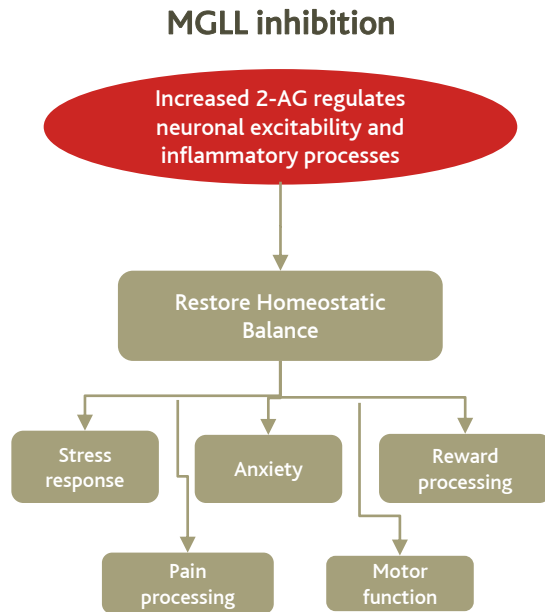 MGLL inhibition
Increased 2-AG regulates
neuronal excitability and
inflammatory processes
Restore Homeostatic
Balance
Stress
response
Anxiety
Reward
processing
Pain
processing
Motor
function